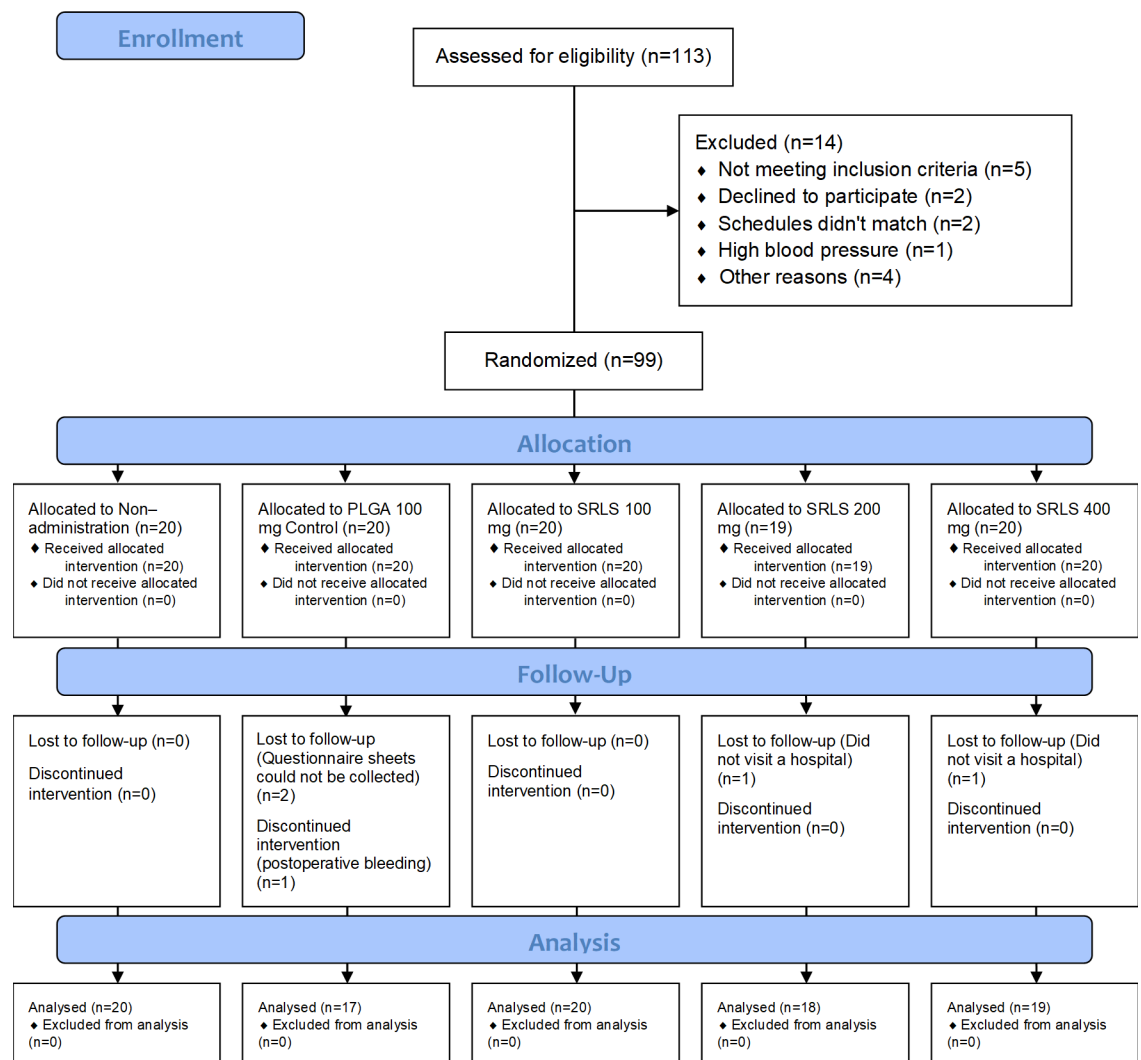 Enrollment
Assessed for eligibility (n=113)
Excluded (n=14)
♦ Not meeting inclusion criteria (n=5)
♦ Declined to participate (n=2)
♦ Schedules didn't match (n=2)
♦ High blood pressure (n=1)
♦ Other reasons (n=4)
Randomized (n=99)
Allocation
Allocated to Non–
administration (n=20)
♦ Received allocated
intervention (n=20)
♦ Did not receive allocated
intervention (n=0)
Allocated to PLGA 100
mg Control (n=20)
♦ Received allocated
intervention (n=20)
♦ Did not receive allocated
intervention (n=0)
Allocated to SRLS 100
mg (n=20)
♦ Received allocated
intervention (n=20)
♦ Did not receive allocated
intervention (n=0)
Allocated to SRLS 200
mg (n=19)
♦ Received allocated
intervention (n=19)
♦ Did not receive allocated
intervention (n=0)
Allocated to SRLS 400
mg (n=20)
♦ Received allocated
intervention (n=20)
♦ Did not receive allocated
intervention (n=0)
Follow-Up
Lost to follow-up (n=0)
Discontinued
intervention (n=0)
Lost to follow-up
(Questionnaire sheets
could not be collected)
(n=2)
Discontinued
intervention
(postoperative bleeding)
(n=1)
Lost to follow-up (n=0)
Discontinued
intervention (n=0)
Lost to follow-up (Did
not visit a hospital)
(n=1)
Discontinued
intervention (n=0)
Lost to follow-up (Did
not visit a hospital)
(n=1)
Discontinued
intervention (n=0)
Analysis
Analysed (n=20)
♦ Excluded from analysis
(n=0)
Analysed (n=17)
♦ Excluded from analysis
(n=0)
Analysed (n=20)
♦ Excluded from analysis
(n=0)
Analysed (n=18)
♦ Excluded from analysis
(n=0)
Analysed (n=19)
♦ Excluded from analysis
(n=0)